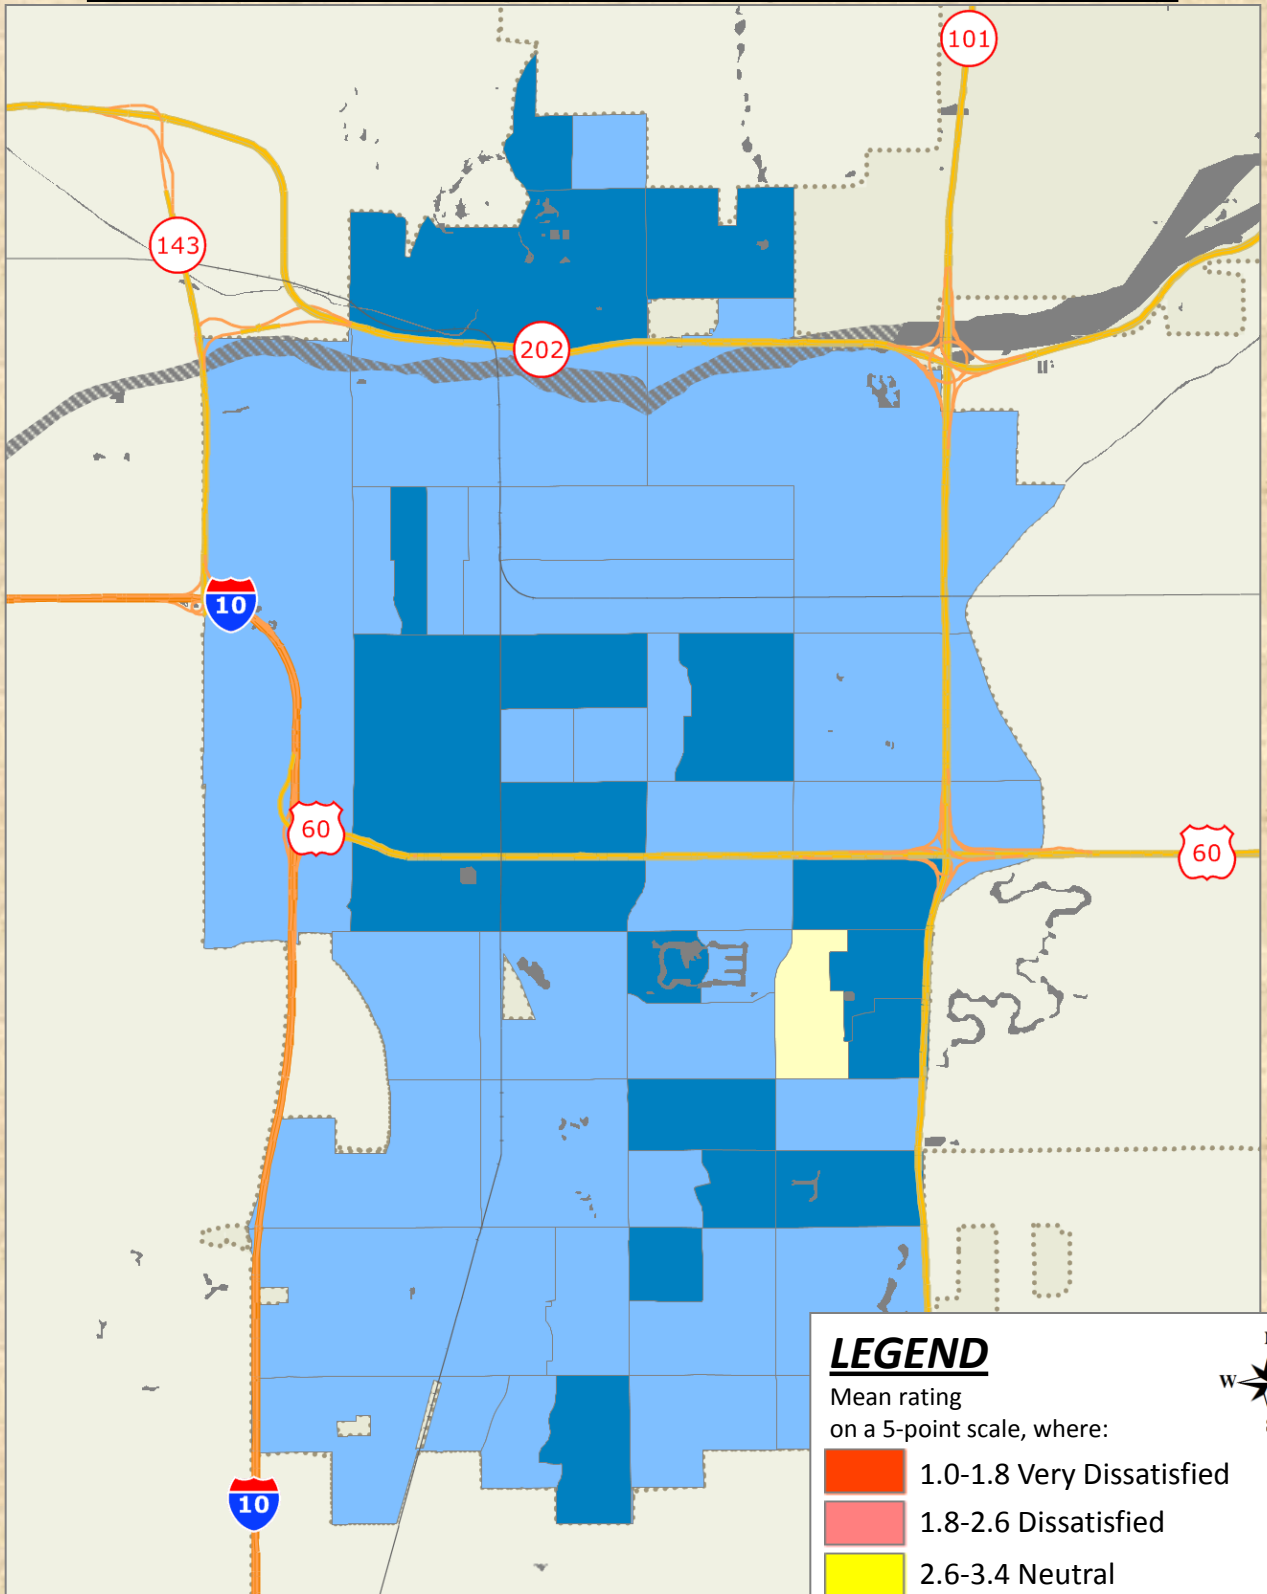 101
143
202
10
60
60
10
LEGEND
W
Mean rating
on a 5-point scale, where:
1.0-1.8 Very Dissatisfied
1.8-2.6 Dissatisfied
2.6-3.4 Neutral